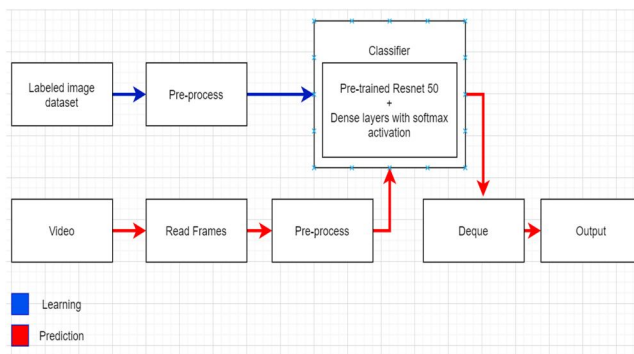 Classifier
Labeled image
dataset
Pre-process
Pre-trained Resnet 50
+
Dense layers with softmax
activation
Video
Read Frames
Pre-process
Deque
Output
Learning
Prediction